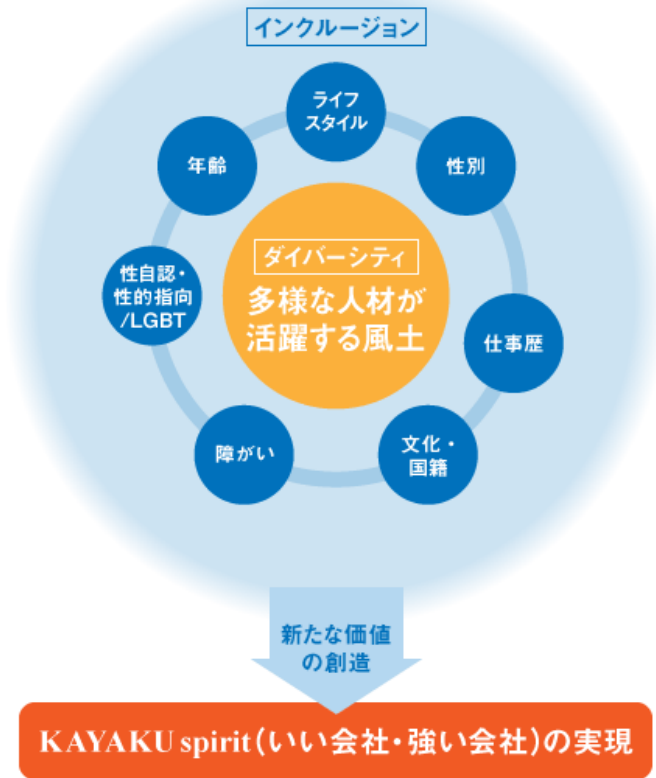 インクルージョン
ライフ
スタイル
年齢
性別
ダイバーシティ
多様な人材が
活躍する風土
性自認・
性的指向
/LGBT
仕事歴
障がい
文化・
国籍
新たな価値
の創造
KAYAKU spirit(いい会社・強い会社)の実現